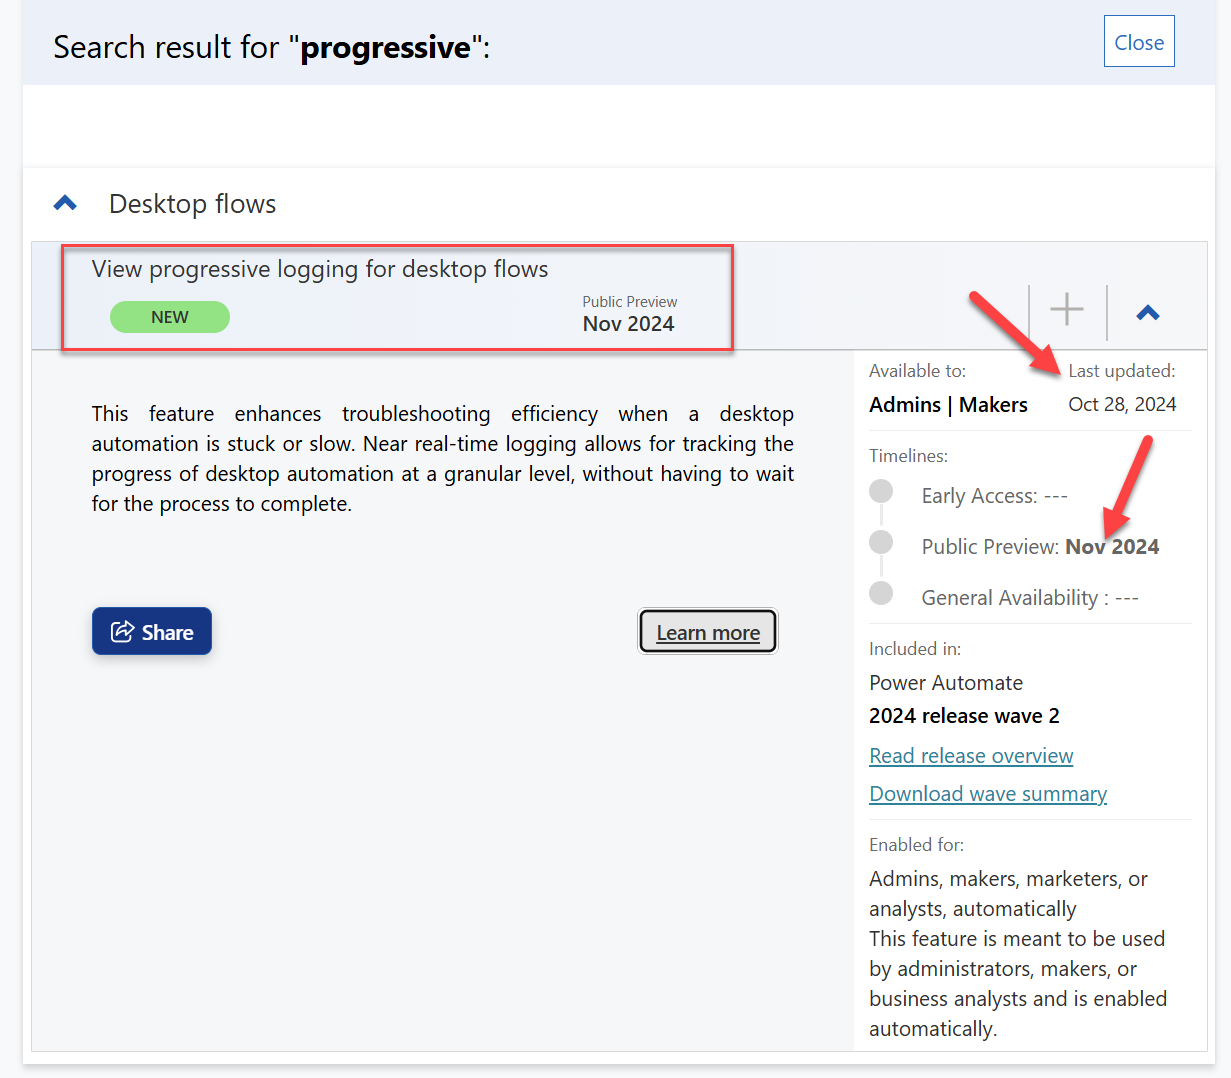 Search result for "progressive":
Close
Desktop flows
View progressive logging for desktop flows
NEW
Public Preview
Nov 2024
This feature enhances troubleshooting efficiency when a desktop
automation is stuck or slow. Near real-time logging allows for tracking the
progress of desktop automation at a granular level, without having to wait
for the process to complete.
Share
Learn more
Available to:
Admins | Makers
Last updated:
Oct 28, 2024
Timelines:
Early Access: ---
Public Preview: Nov 2024
General Availability : ---
Included in:
Power Automate
2024 release wave 2
Read release overview
Download wave summary
Enabled for:
Admins, makers, marketers, or
analysts, automatically
This feature is meant to be used
by administrators, makers, or
business analysts and is enabled
automatically.